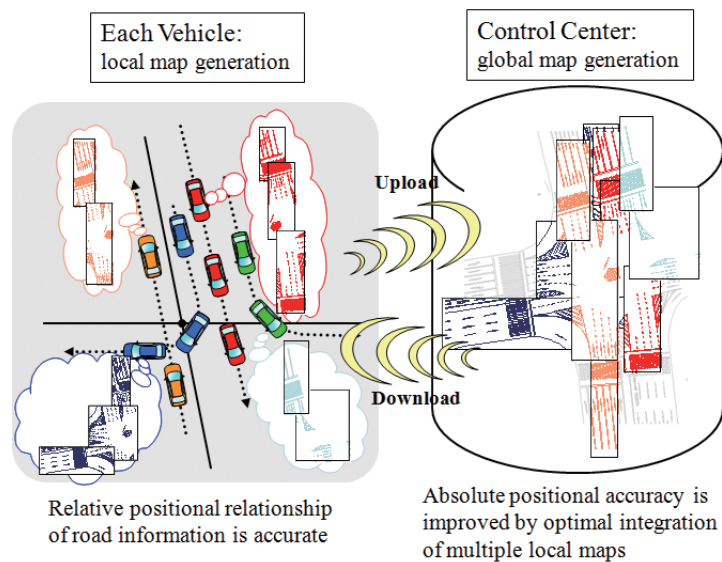 Each Vehicle:
local map generation
Control Center:
global map generation
Upload
Download
Relative positional relationship
of road information is accurate
Absolute positional accuracy is
improved by optimal integration
of multiple local maps